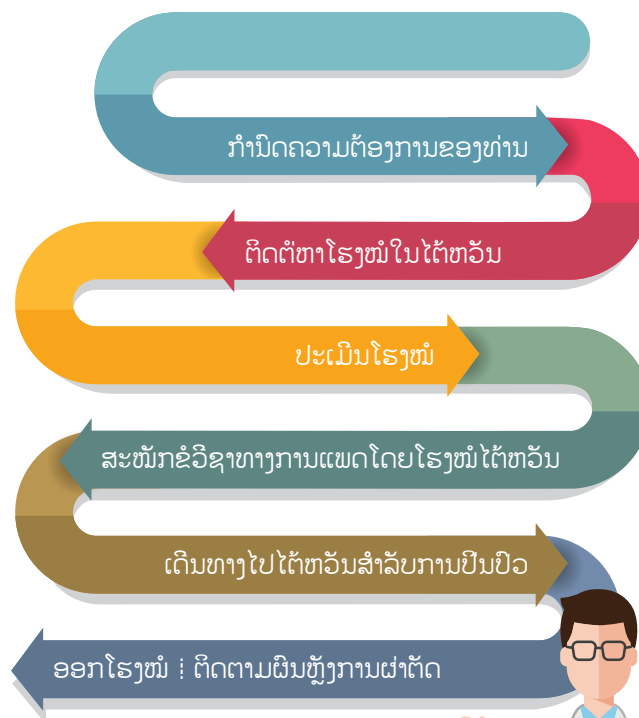 ກຳນົດຄວາມຕ້ອງການຂອງທ່ານ
ຕິດຕໍ່ຫາໂຮງໝໍໃນໄຕ້ຫວັນ
ປະເມີນໂຮງໝໍ
ສະໝັກຂໍວີຊາທາງການແພດໂດຍໂຮງໝໍໄຕ້ຫວັນ
ເດີນທາງໄປໄຕ້ຫວັນສຳລັບການປິ່ນປົວ
ອອກໂຮງໝໍ ⁞ ຕິດຕາມຜົນຫຼັງການຜ່າຕັດ